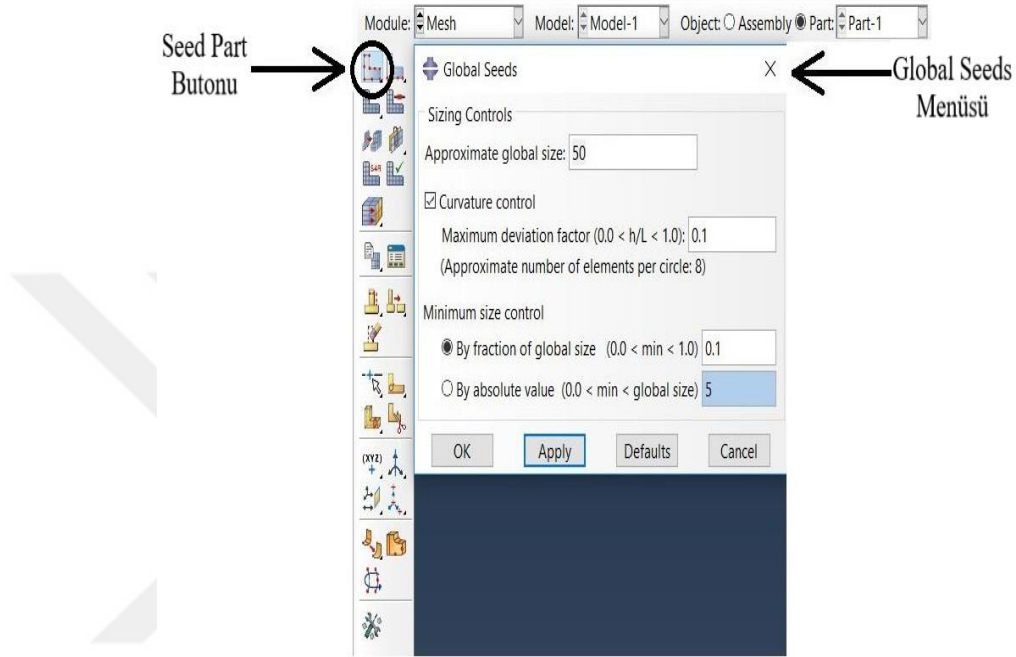 Module: Mesh Model: Model-1 Object: Assembly Part: Part-1
Seed Part
Butonu
Global Seeds
Global Seeds
Menüsü
Sizing Controls
Approximate global size: 50
Curvature control
Maximum deviation factor (0.0 < h/L < 1.0): 0.1
(Approximate number of elements per circle: 8)
Minimum size control
By fraction of global size (0.0 < min < 1.0) 0.1
By absolute value (0.0 < min < global size) 5
OK Apply Defaults Cancel
(XYZ)